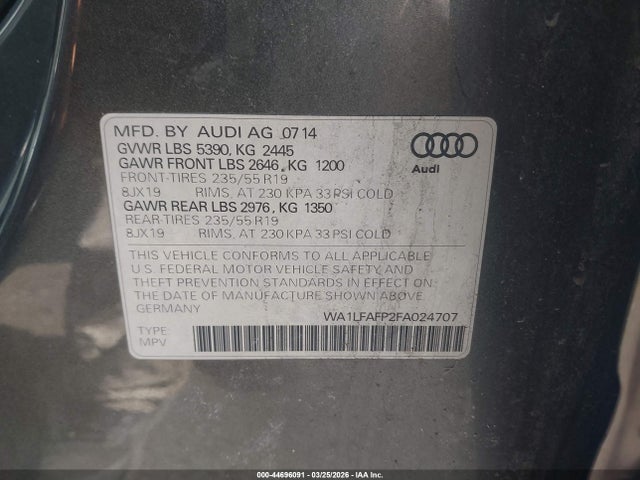 MFD. BY AUDI AG 07 14
GVWR LBS 5390, KG 2445
GAWR FRONT LBS 2646, KG 1200
FRONT-TIRES 235/55 R19
8JX19 RIMS, AT 230 KPA 33 PSI COLD
GAWR REAR LBS 2976, KG 1350
REAR-TIRES 235/55 R19
8JX19 RIMS, AT 230 KPA 33 PSI COLD
Audi
THIS VEHICLE CONFORMS TO ALL APPLICABLE
U.S. FEDERAL MOTOR VEHICLE SAFETY AND
THEFT PREVENTION STANDARDS IN EFFECT ON
THE DATE OF MANUFACTURE SHOWN ABOVE.
GERMANY
WA1LFAFP2FA024707
TYPE:
MPV
000-44696091 - 03/25/2026 - IAA Inc.